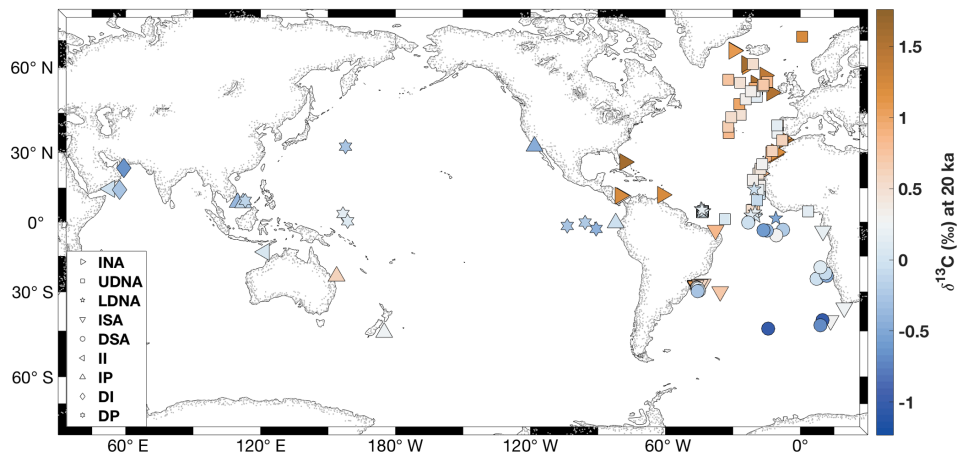 60° N
30° N
0°
30° S
60° S
INA
UDNA
LDNA
ISA
DSA
II
IP
DI
DP
60° E
120° E
180° W
120° W
60° W
0°
1.5
1
0.5
0
-0.5
-1
δ¹³C (‰) at 20 ka